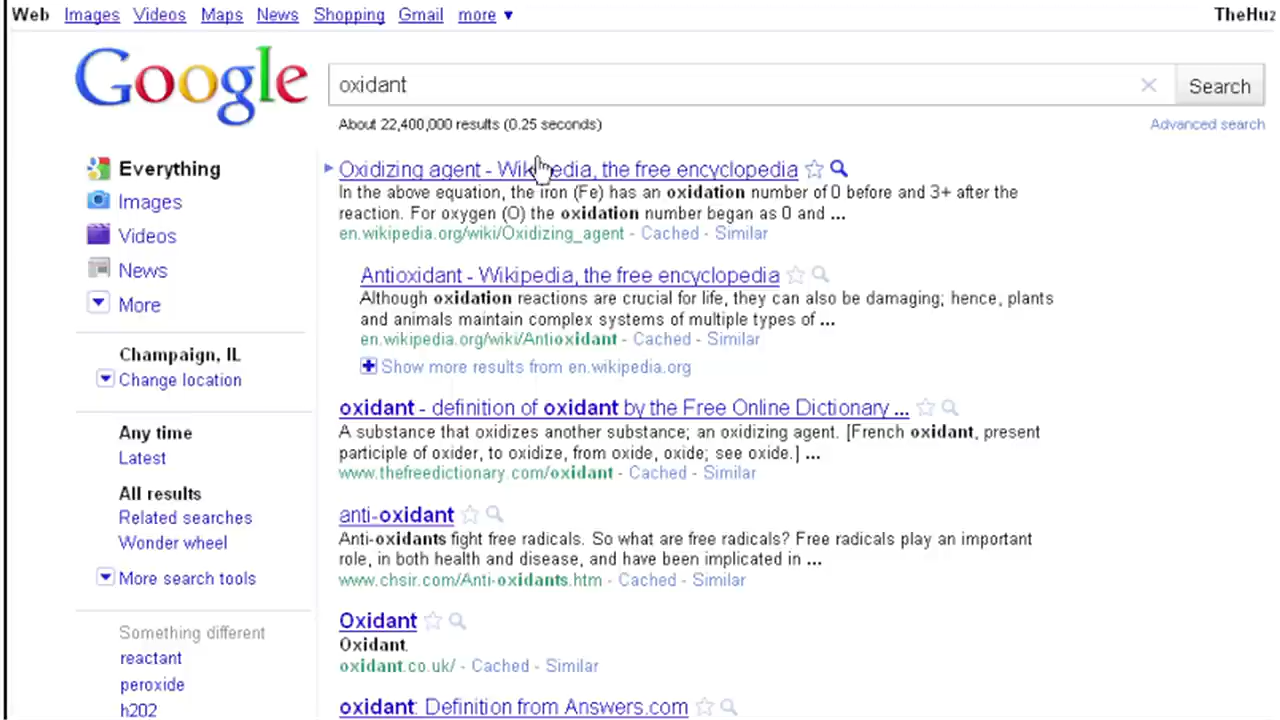 Web Images Videos Maps News Shopping Gmail more ▼ TheHuz
Google
oxidant
Search
About 22,400,000 results (0.25 seconds)
Advanced search
Everything
Images
Videos
News
More
Champaign, IL
Change location
Any time
Latest
All results
Related searches
Wonder wheel
More search tools
Something different
reactant
peroxide
h202
Oxidizing agent - Wikipedia, the free encyclopedia
In the above equation, the iron (Fe) has an oxidation number of 0 before and 3+ after the
reaction. For oxygen (O) the oxidation number began as 0 and ...
en.wikipedia.org/wiki/Oxidizing_agent - Cached - Similar
Antioxidant - Wikipedia, the free encyclopedia
Although oxidation reactions are crucial for life, they can also be damaging; hence, plants
and animals maintain complex systems of multiple types of ...
en.wikipedia.org/wiki/Antioxidant - Cached - Similar
Show more results from en.wikipedia.org
oxidant - definition of oxidant by the Free Online Dictionary ...
A substance that oxidizes another substance; an oxidizing agent. [French oxidant, present
participle of oxider, to oxidize, from oxide, oxide; see oxide.] ...
www.thefreedictionary.com/oxidant - Cached - Similar
anti-oxidant
Anti-oxidants fight free radicals. So what are free radicals? Free radicals play an important
role, in both health and disease, and have been implicated in ...
www.chsir.com/Anti-oxidants.htm - Cached - Similar
Oxidant
Oxidant.
oxidant.co.uk/ - Cached - Similar
oxidant: Definition from Answers.com